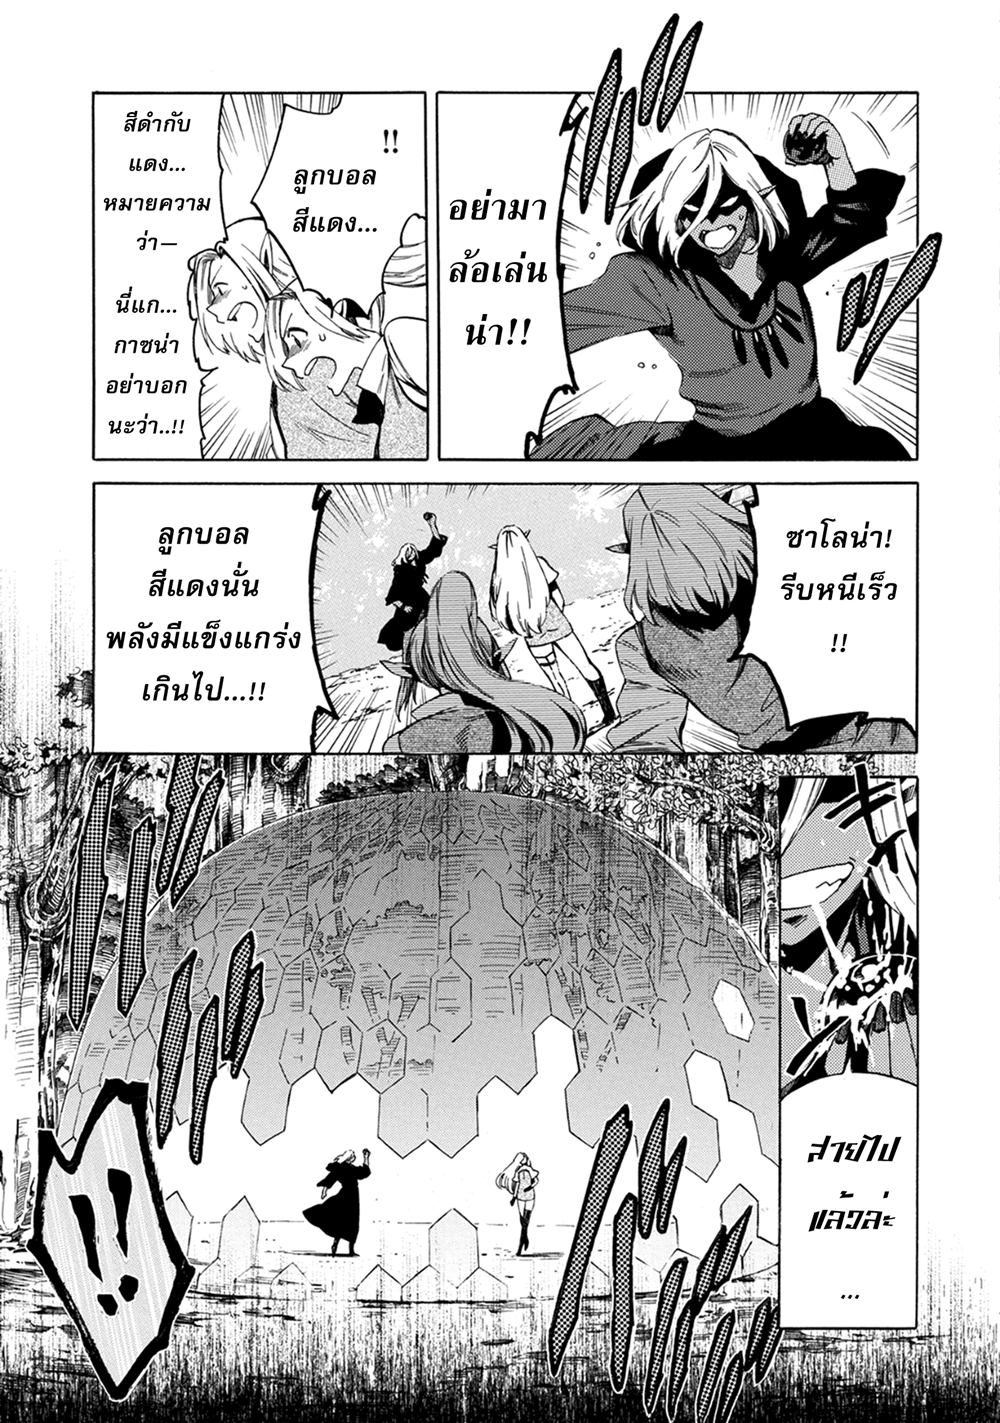 อย่ามา
ล้อเล่น
น่า!!
!!
ลูกบอล
สีแดง...
สีดำกับ
แดง...
หมายความ
ว่า—
นี่แก...
กาซน่า
อย่าบอก
นะว่า..!!
ซาโลน่า!
รีบหนีเร็ว
!!
ลูกบอล
สีแดงนั่น
พลังมีแข็งแกร่ง
เกินไป...!!
สายไป
แล้วล่ะ
...
!!